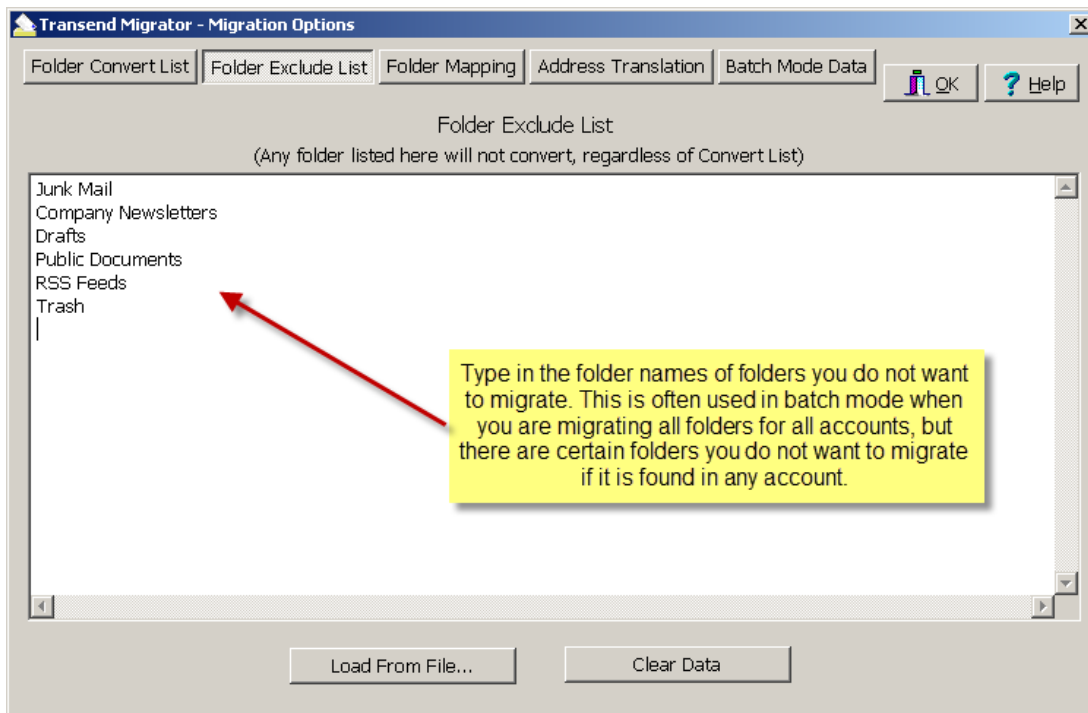 Transend Migrator - Migration Options
Folder Convert List
Folder Exclude List
Folder Mapping
Address Translation
Batch Mode Data
OK
Help
Folder Exclude List
(Any folder listed here will not convert, regardless of Convert List)
Junk Mail
Company Newsletters
Drafts
Public Documents
RSS Feeds
Trash
Type in the folder names of folders you do not want
to migrate. This is often used in batch mode when
you are migrating all folders for all accounts, but
there are certain folders you do not want to migrate
if it is found in any account.
Load From File...
Clear Data